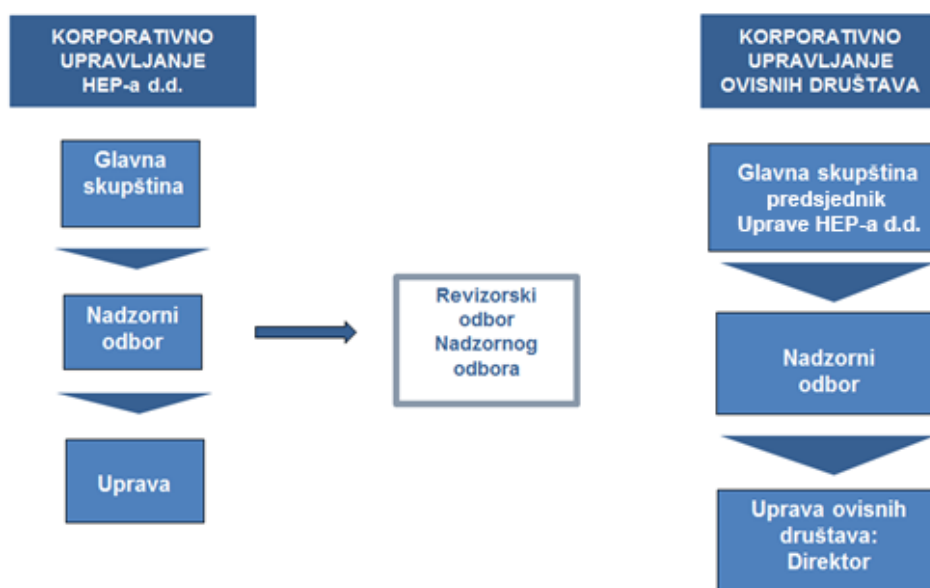 KORPORATIVNO
UPRAVLJANJE
HEP-a d.d.
Glavna
skupština
Nadzorni
odbor
Uprava
Revizorski
odbor
Nadzornog
odbora
KORPORATIVNO
UPRAVLJANJE
OVISNIH DRUŠTAVA
Glavna skupština
predsjednik
Uprave HEP-a d.d.
Nadzorni
odbor
Uprava ovisnih
društava:
Direktor